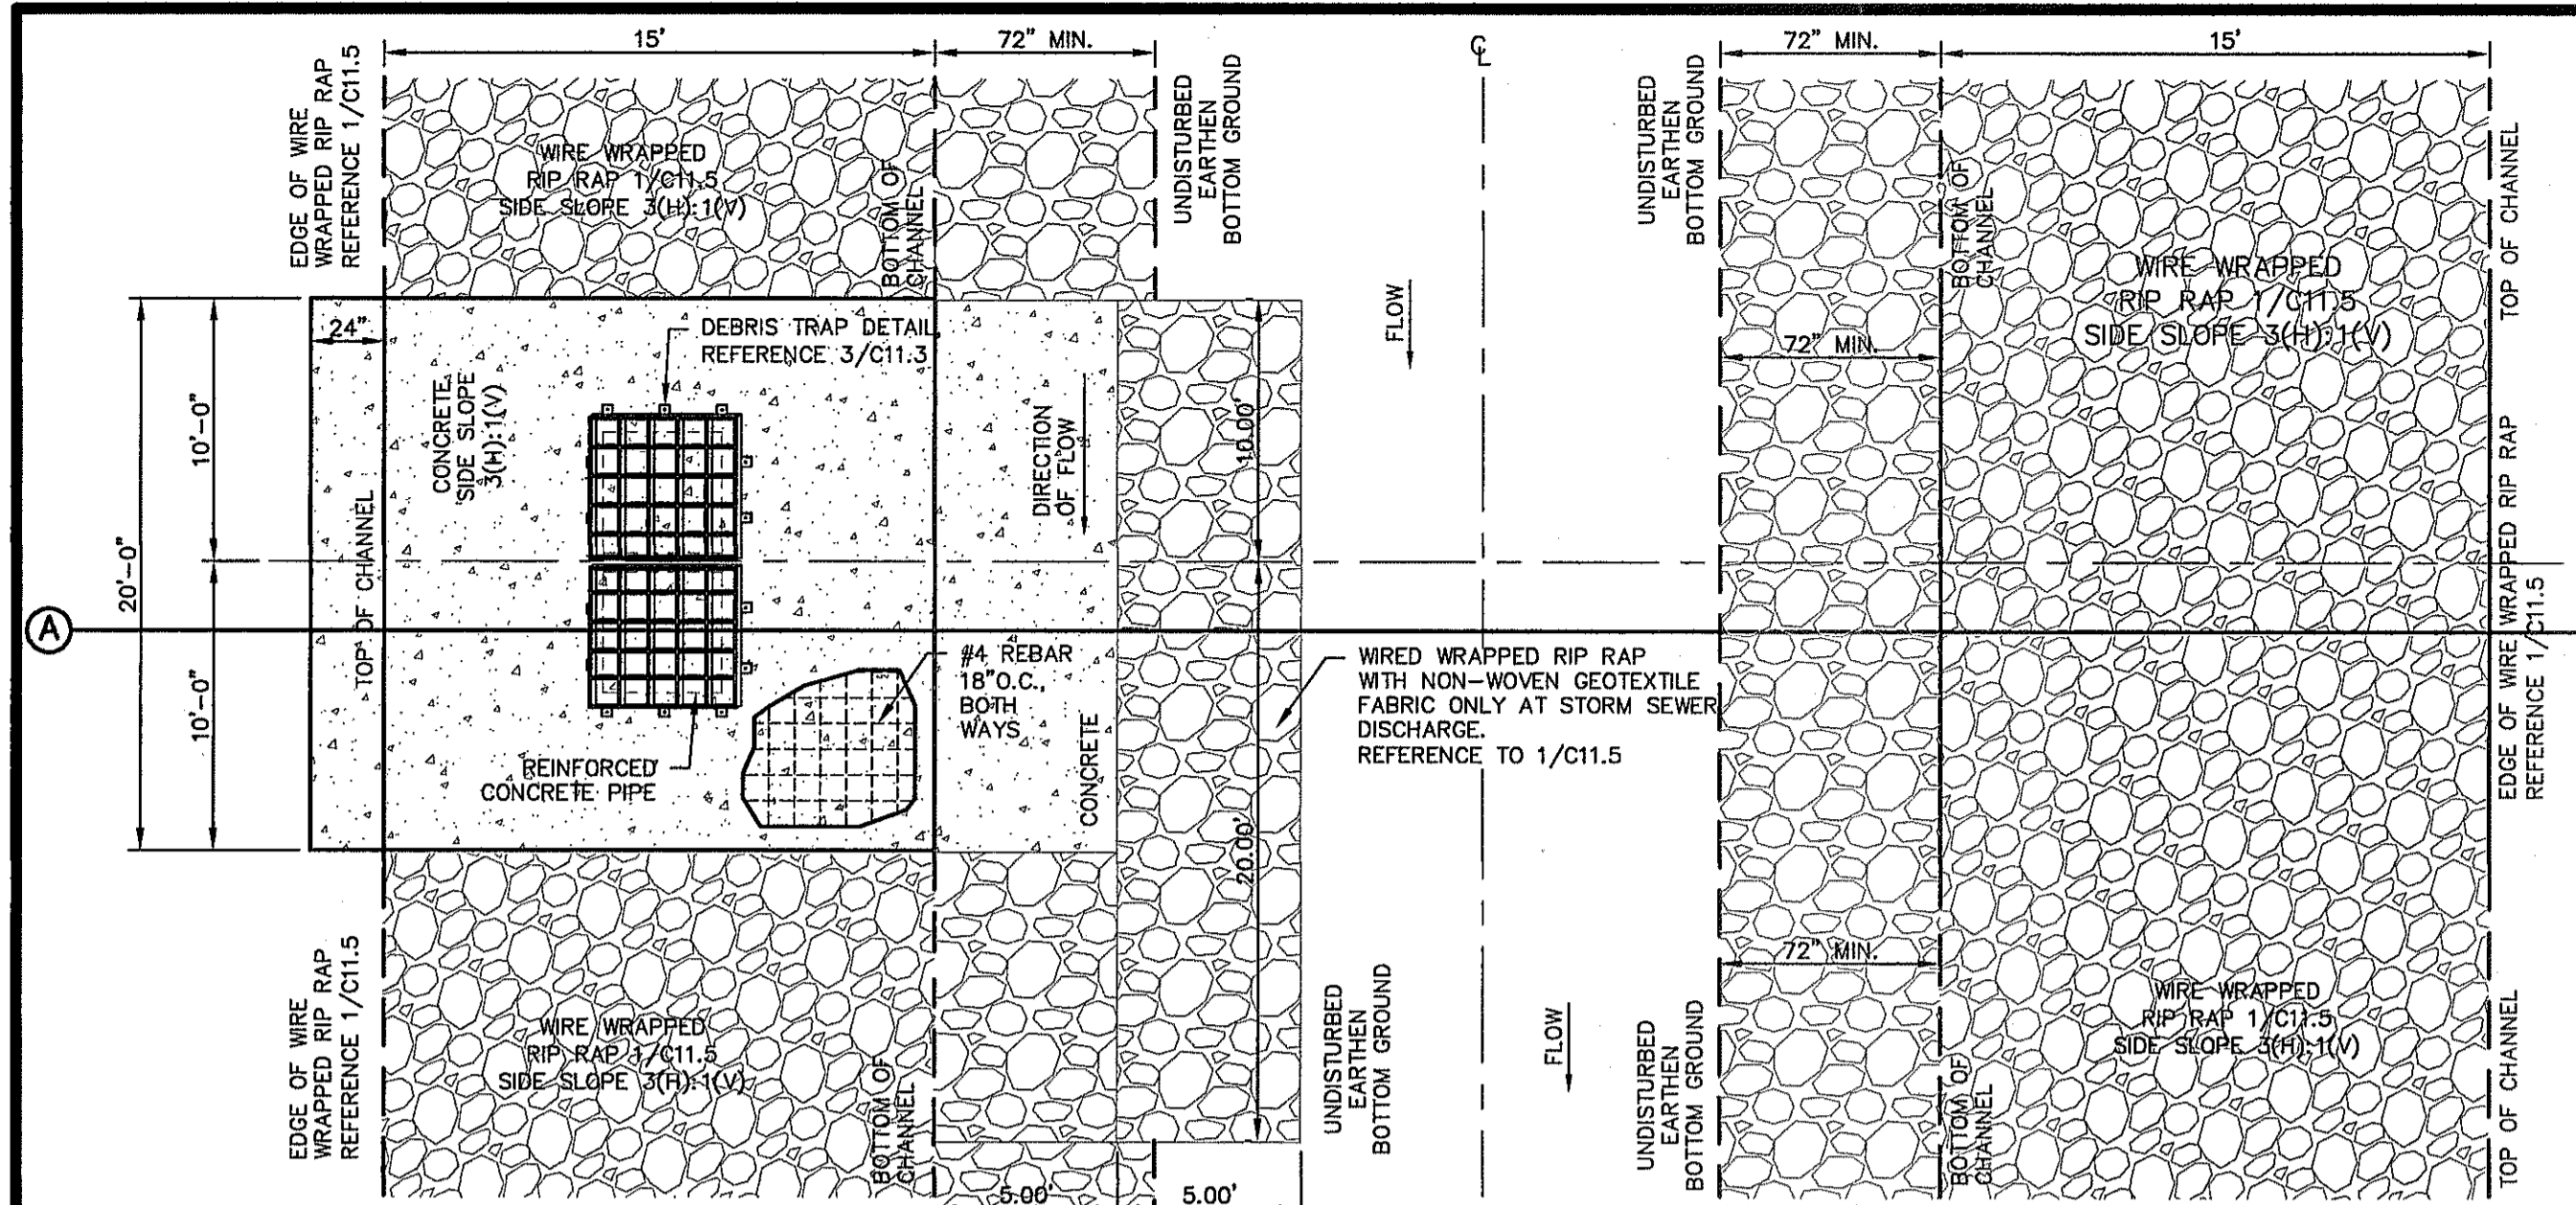 15'
72" MIN.
℄
72" MIN.
15'
EDGE OF WIRE
WRAPPED RIP RAP
REFERENCE 1/C11.5
WIRE WRAPPED
RIP RAP 1/C11.5
SIDE SLOPE 3(H):1(V)
BOTTOM OF
CHANNEL
UNDISTURBED
EARTHEN
BOTTOM GROUND
UNDISTURBED
EARTHEN
BOTTOM GROUND
BOTTOM OF
CHANNEL
WIRE WRAPPED
RIP RAP 1/C11.5
SIDE SLOPE 3(H):1(V)
TOP OF CHANNEL
FLOW
24"
DEBRIS TRAP DETAIL
REFERENCE 3/C11.3
72" MIN.
20'-0"
10'-0"
CONCRETE
SIDE SLOPE
3(H):1(V)
DIRECTION
OF FLOW
10.00'
TOP OF CHANNEL
A
10'-0"
#4 REBAR
18"O.C.,
BOTH
WAYS
CONCRETE
WIRED WRAPPED RIP RAP
WITH NON-WOVEN GEOTEXTILE
FABRIC ONLY AT STORM SEWER
DISCHARGE.
REFERENCE TO 1/C11.5
EDGE OF WIRE WRAPPED RIP RAP
REFERENCE 1/C11.5
REINFORCED
CONCRETE PIPE
20.00'
72" MIN.
EDGE OF WIRE
WRAPPED RIP RAP
REFERENCE 1/C11.5
WIRE WRAPPED
RIP RAP 1/C11.5
SIDE SLOPE 3(H):1(V)
BOTTOM OF
CHANNEL
UNDISTURBED
EARTHEN
BOTTOM GROUND
FLOW
UNDISTURBED
EARTHEN
BOTTOM GROUND
BOTTOM OF
CHANNEL
WIRE WRAPPED
RIP RAP 1/C11.5
SIDE SLOPE 3(H):1(V)
TOP OF CHANNEL
5.00'
5.00'